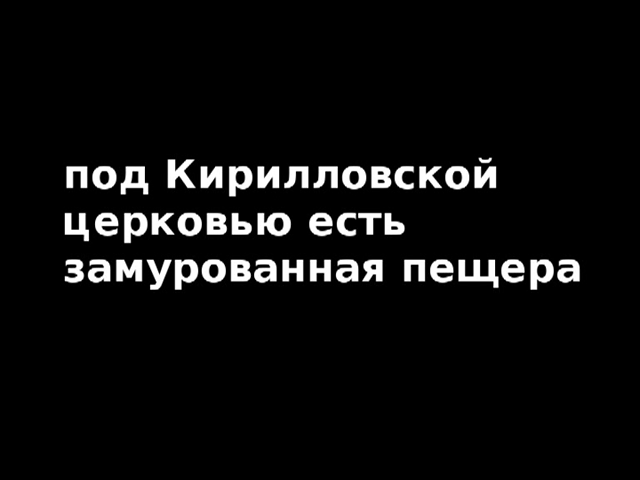 под Кирилловской
церковью есть
замурованная пещера